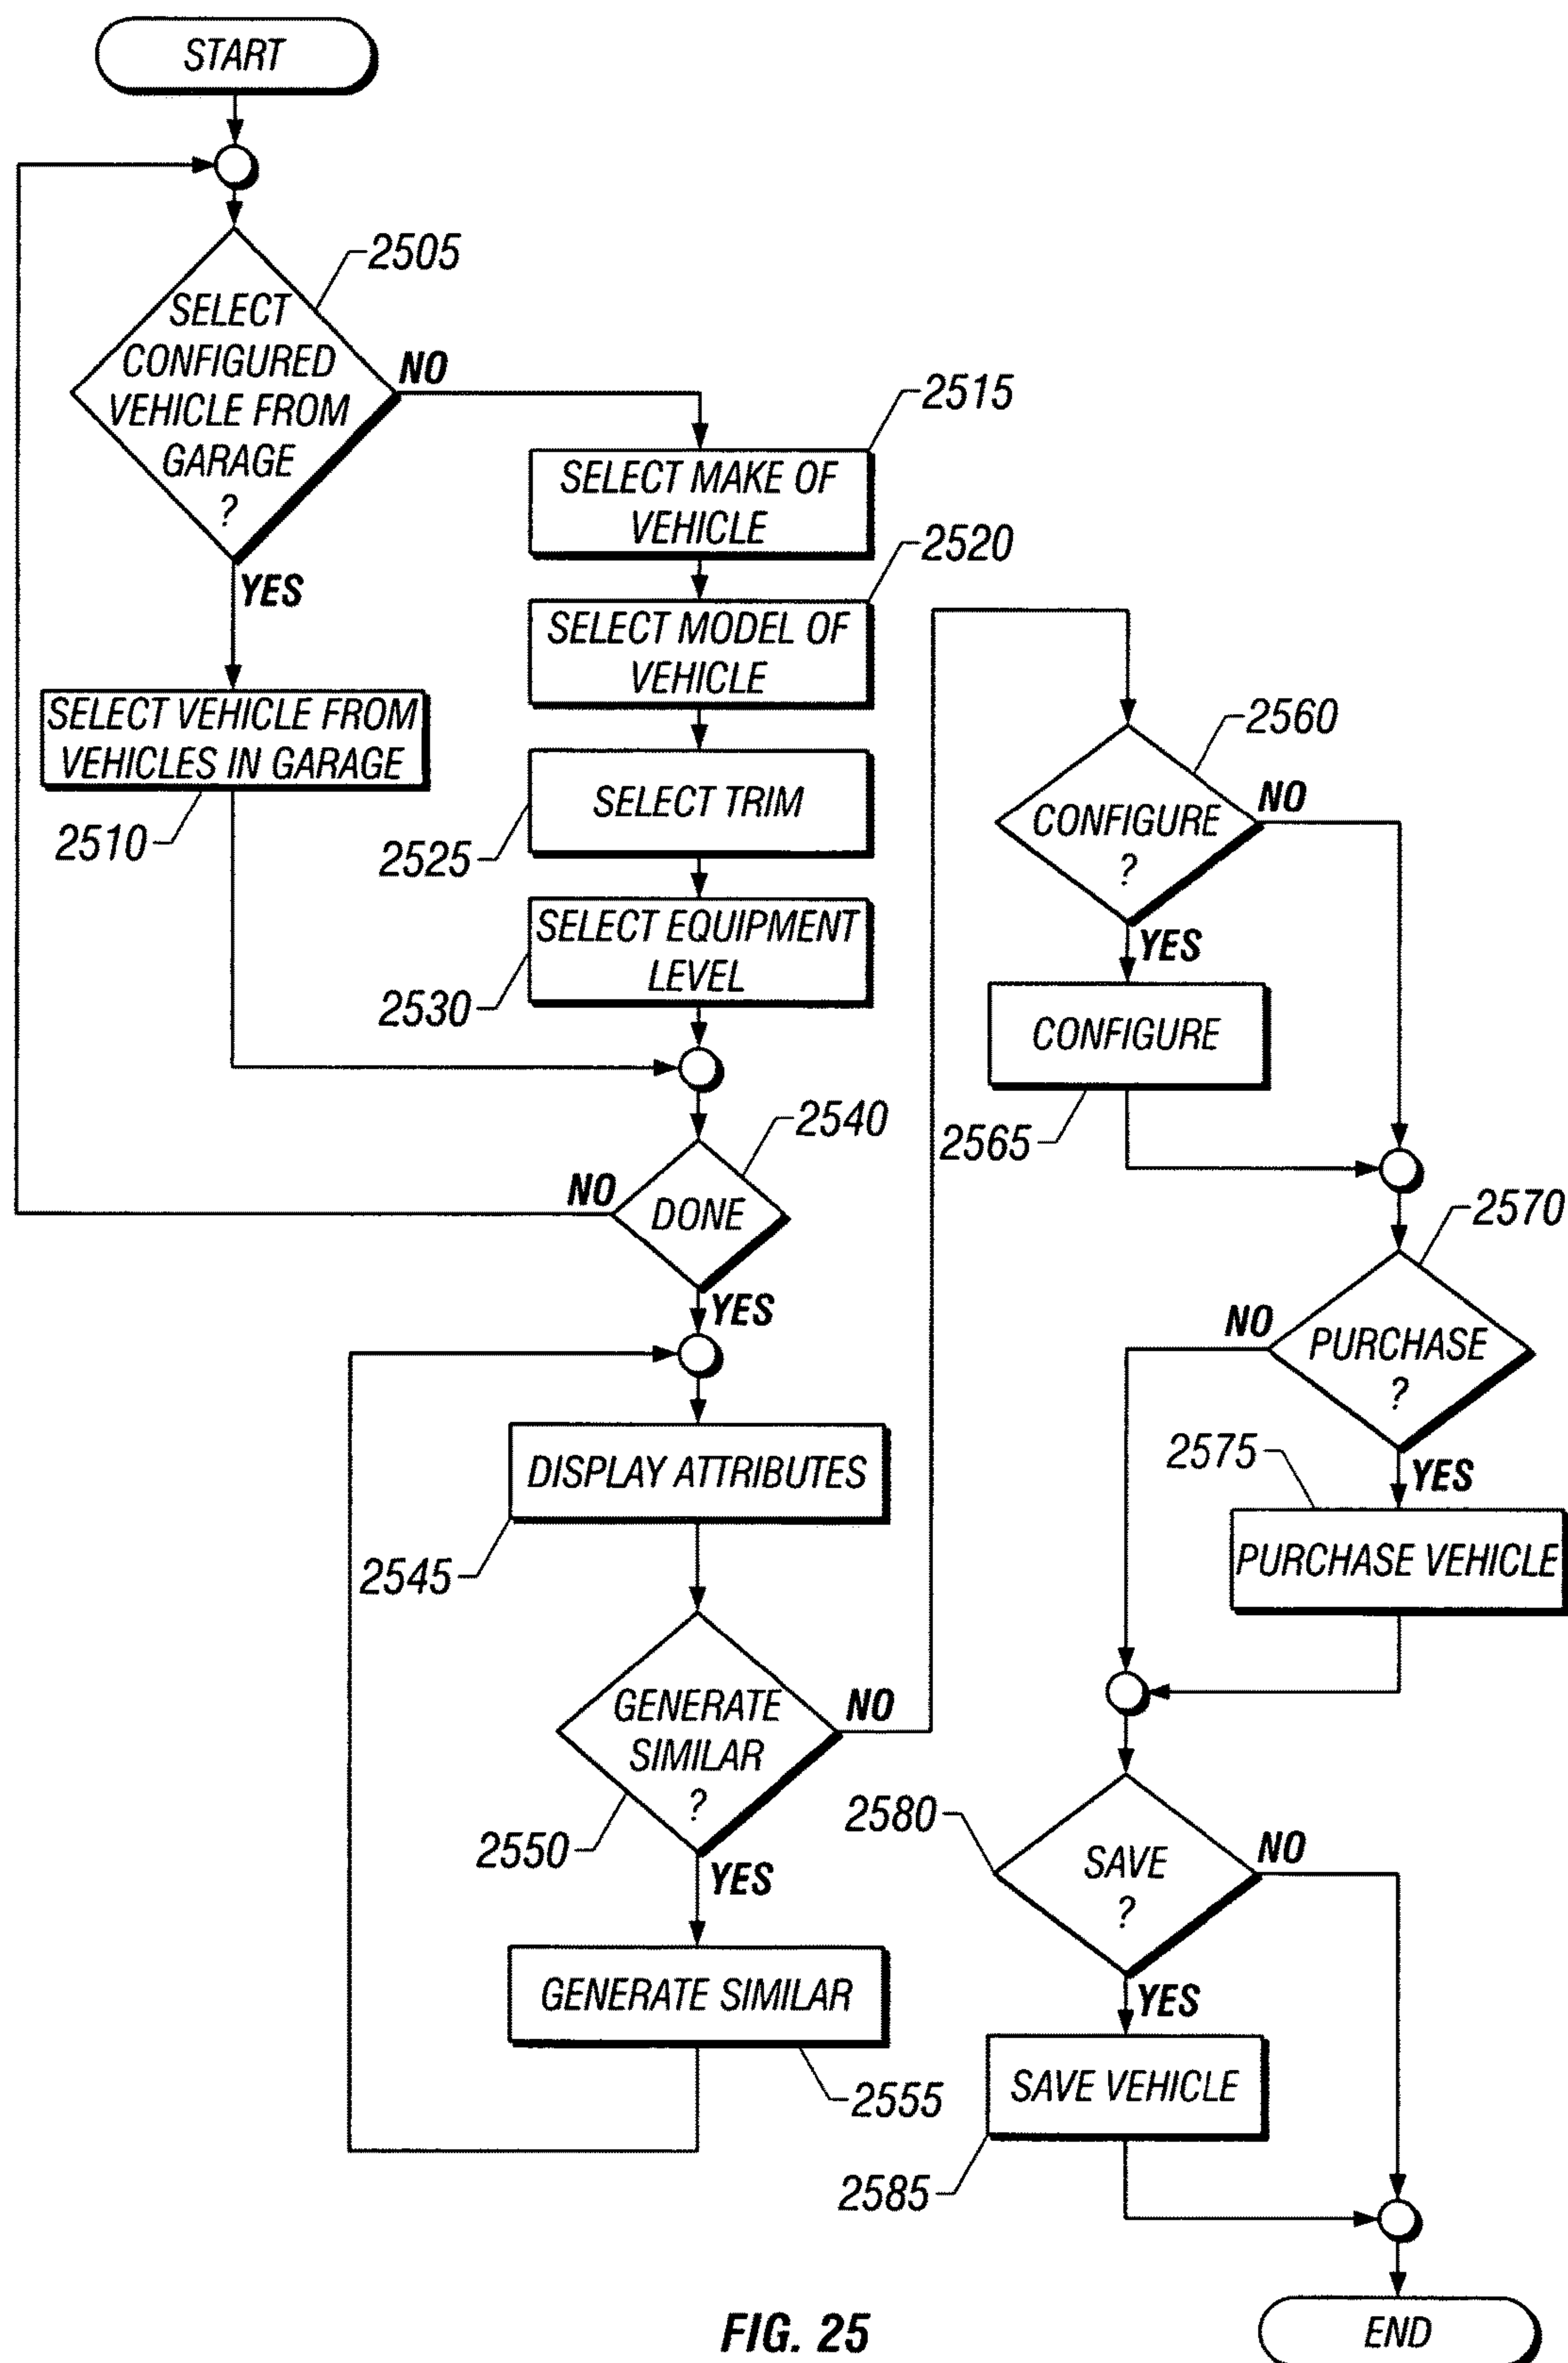 START
2505
SELECT
CONFIGURED
VEHICLE FROM
GARAGE
?
NO
YES
2515
SELECT MAKE OF
VEHICLE
2520
SELECT MODEL OF
VEHICLE
SELECT VEHICLE FROM
VEHICLES IN GARAGE
2510
SELECT TRIM
2525
SELECT EQUIPMENT
LEVEL
2530
2540
DONE
NO
YES
DISPLAY ATTRIBUTES
2545
GENERATE
SIMILAR
?
NO
2550
YES
GENERATE SIMILAR
2555
2560
CONFIGURE
?
NO
YES
CONFIGURE
2565
2570
NO
PURCHASE
?
2575
YES
PURCHASE VEHICLE
2580
SAVE
?
NO
YES
SAVE VEHICLE
2585
END
FIG. 25